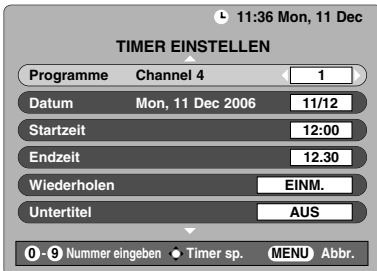 11:36 Mon, 11 Dec
TIMER EINSTELLEN
Programme Channel 4 1
Datum Mon, 11 Dec 2006 11/12
Startzeit 12:00
Endzeit 12.30
Wiederholen EINM.
Untertitel AUS
0-9 Nummer eingeben Timer sp. MENU Abbr.